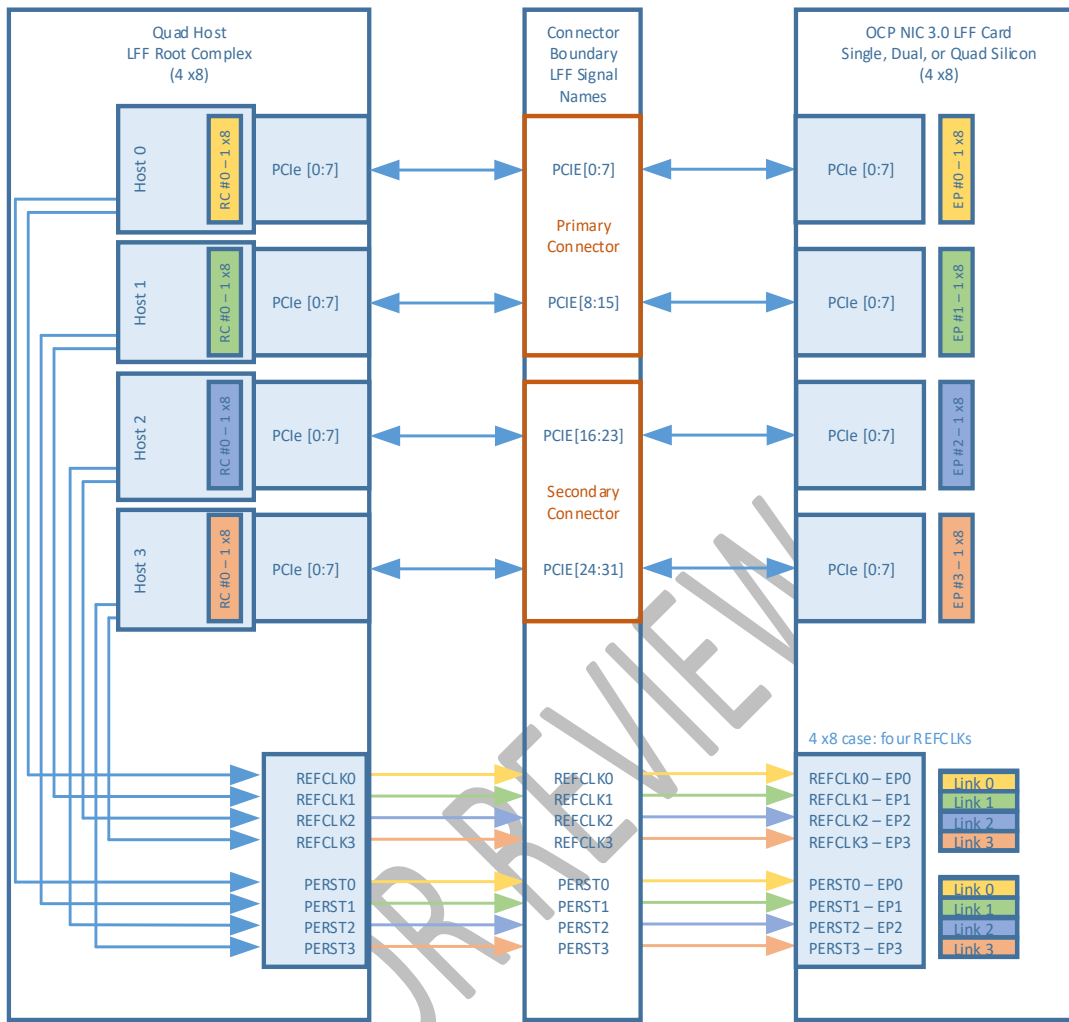 Quad Host
LFF Root Complex
(4 x8)
Connector
Boundary
LFF Signal
Names
OCP NIC 3.0 LFF Card
Single, Dual, or Quad Silicon
(4 x8)
Host 0
RC #0 – 1 x8
PCIe [0:7]
PCIE[0:7]
PCIe [0:7]
EP #0 – 1 x8
Primary
Connector
Host 1
RC #0 – 1 x8
PCIe [0:7]
PCIE[8:15]
PCIe [0:7]
EP #1 – 1 x8
Host 2
RC #0 – 1 x8
PCIe [0:7]
PCIE[16:23]
PCIe [0:7]
EP #2 – 1 x8
Secondary
Connector
Host 3
RC #0 – 1 x8
PCIe [0:7]
PCIE[24:31]
PCIe [0:7]
EP #3 – 1 x8
4 x8 case: four REFCLKs
REFCLK0
REFCLK1
REFCLK2
REFCLK3
REFCLK0
REFCLK1
REFCLK2
REFCLK3
REFCLK0 – EP0
REFCLK1 – EP1
REFCLK2 – EP2
REFCLK3 – EP3
Link 0
Link 1
Link 2
Link 3
PERST0
PERST1
PERST2
PERST3
PERST0
PERST1
PERST2
PERST3
PERST0 – EP0
PERST1 – EP1
PERST2 – EP2
PERST3 – EP3
Link 0
Link 1
Link 2
Link 3
OR REVIEW